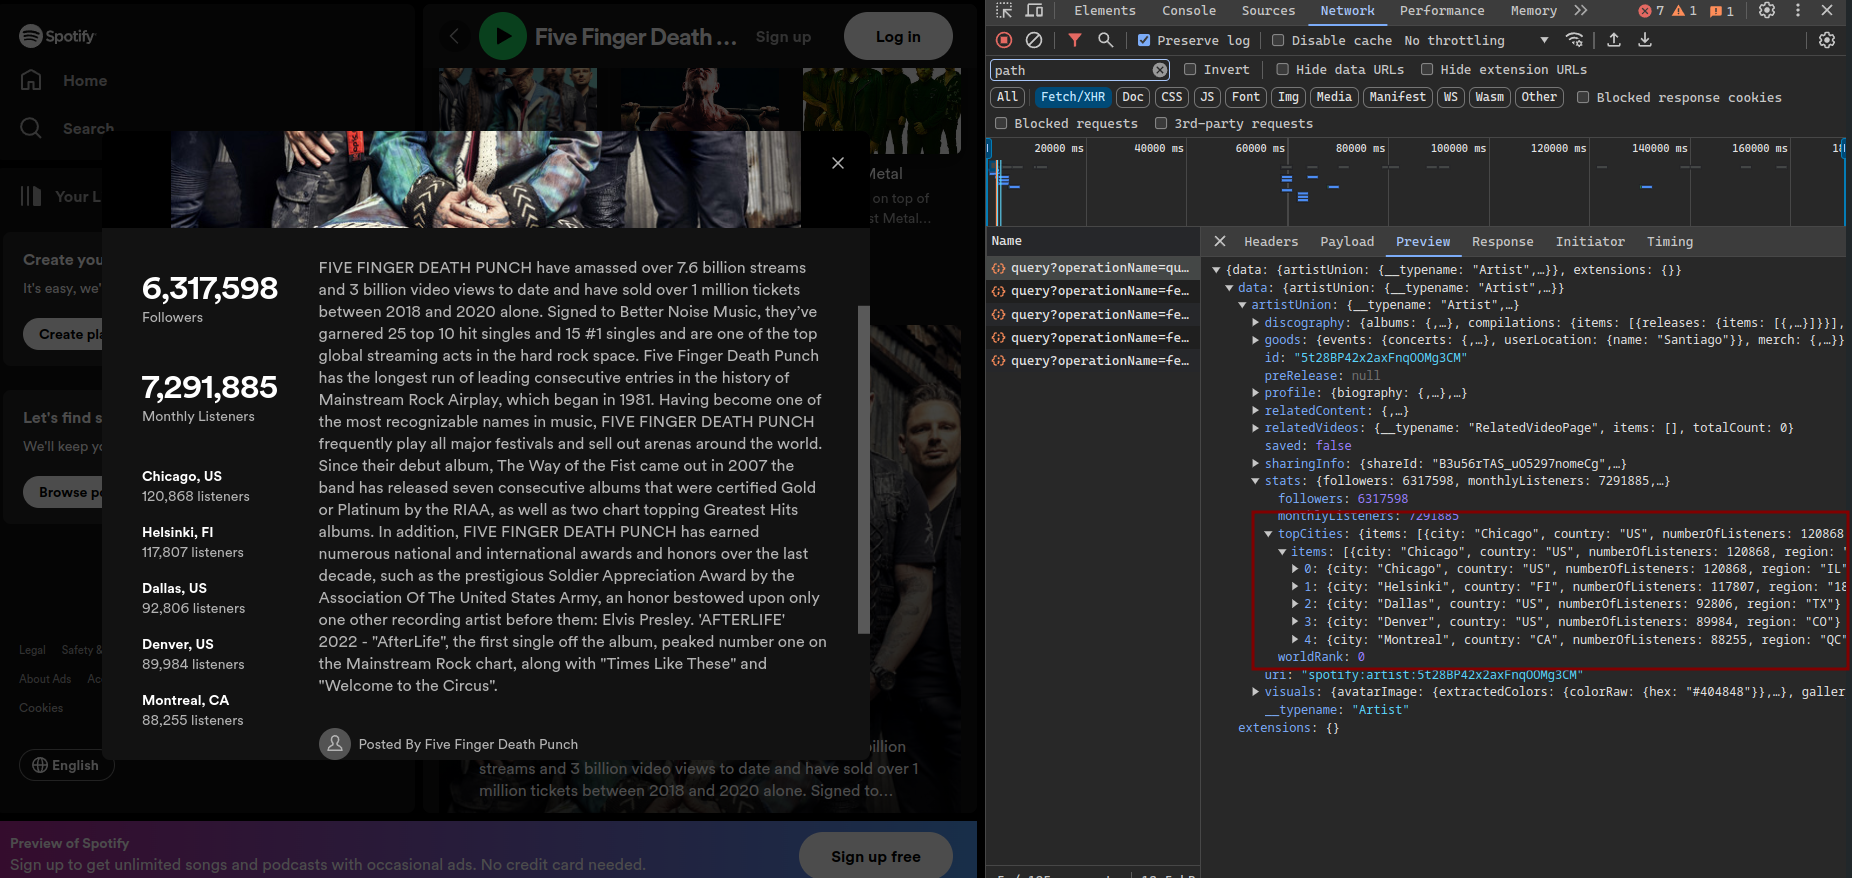 Spotify
Home
Search
Your L
Create you
It's easy, we'
Create pla
Let's find s
We'll keep y
Browse po
Legal Safety &
About Ads Ac
Cookies
English
Five Finger Death ...
Sign up
Log in
Metal
on top of
st Metal...
6,317,598
Followers
7,291,885
Monthly Listeners
Chicago, US
120,868 listeners
Helsinki, FI
117,807 listeners
Dallas, US
92,806 listeners
Denver, US
89,984 listeners
Montreal, CA
88,255 listeners
FIVE FINGER DEATH PUNCH have amassed over 7.6 billion streams
and 3 billion video views to date and have sold over 1 million tickets
between 2018 and 2020 alone. Signed to Better Noise Music, they've
garnered 25 top 10 hit singles and 15 #1 singles and are one of the top
global streaming acts in the hard rock space. Five Finger Death Punch
has the longest run of leading consecutive entries in the history of
Mainstream Rock Airplay, which began in 1981. Having become one of
the most recognizable names in music, FIVE FINGER DEATH PUNCH
frequently play all major festivals and sell out arenas around the world.
Since their debut album, The Way of the Fist came out in 2007 the
band has released seven consecutive albums that were certified Gold
or Platinum by the RIAA, as well as two chart topping Greatest Hits
albums. In addition, FIVE FINGER DEATH PUNCH has earned
numerous national and international awards and honors over the last
decade, such as the prestigious Soldier Appreciation Award by the
Association Of The United States Army, an honor bestowed upon only
one other recording artist before them: Elvis Presley. 'AFTERLIFE'
2022 - "AfterLife", the first single off the album, peaked number one on
the Mainstream Rock chart, along with "Times Like These" and
"Welcome to the Circus".
Posted By Five Finger Death Punch
billion
streams and 3 billion video views to date and have sold over 1
million tickets between 2018 and 2020 alone. Signed to...
Preview of Spotify
Sign up to get unlimited songs and podcasts with occasional ads. No credit card needed.
Sign up free
Elements Console Sources Network Performance Memory 7 1 1
Preserve log Disable cache No throttling
path Invert Hide data URLs Hide extension URLs
All Fetch/XHR Doc CSS JS Font Img Media Manifest WS Wasm Other Blocked response cookies
Blocked requests 3rd-party requests
20000 ms 40000 ms 60000 ms 80000 ms 100000 ms 120000 ms 140000 ms 160000 ms 18
Name
query?operationName=qu...
query?operationName=fe...
query?operationName=fe...
query?operationName=fe...
query?operationName=fe...
Headers Payload Preview Response Initiator Timing
{data: {artistUnion: {__typename: "Artist",…}}, extensions: {}}
data: {artistUnion: {__typename: "Artist",…}}
artistUnion: {__typename: "Artist",…}
discography: {albums: {,…}, compilations: {items: [{releases: {items: [{,…}]}}],
goods: {events: {concerts: {,…}, userLocation: {name: "Santiago"}}, merch: {,…}}
id: "5t28BP42x2axFnqOOMg3CM"
preRelease: null
profile: {biography: {,…},…}
relatedContent: {,…}
relatedVideos: {__typename: "RelatedVideoPage", items: [], totalCount: 0}
saved: false
sharingInfo: {shareId: "B3u56rTAS_uO5297nomeCg",…}
stats: {followers: 6317598, monthlyListeners: 7291885,…}
followers: 6317598
monthlyListeners: 7291885
topCities: {items: [{city: "Chicago", country: "US", numberOfListeners: 120868
items: [{city: "Chicago", country: "US", numberOfListeners: 120868, region: "
0: {city: "Chicago", country: "US", numberOfListeners: 120868, region: "IL"
1: {city: "Helsinki", country: "FI", numberOfListeners: 117807, region: "18
2: {city: "Dallas", country: "US", numberOfListeners: 92806, region: "TX"}
3: {city: "Denver", country: "US", numberOfListeners: 89984, region: "CO"}
4: {city: "Montreal", country: "CA", numberOfListeners: 88255, region: "QC"
worldRank: 0
uri: "spotify:artist:5t28BP42x2axFnqOOMg3CM"
visuals: {avatarImage: {extractedColors: {colorRaw: {hex: "#404848"}},…}, galler
__typename: "Artist"
extensions: {}